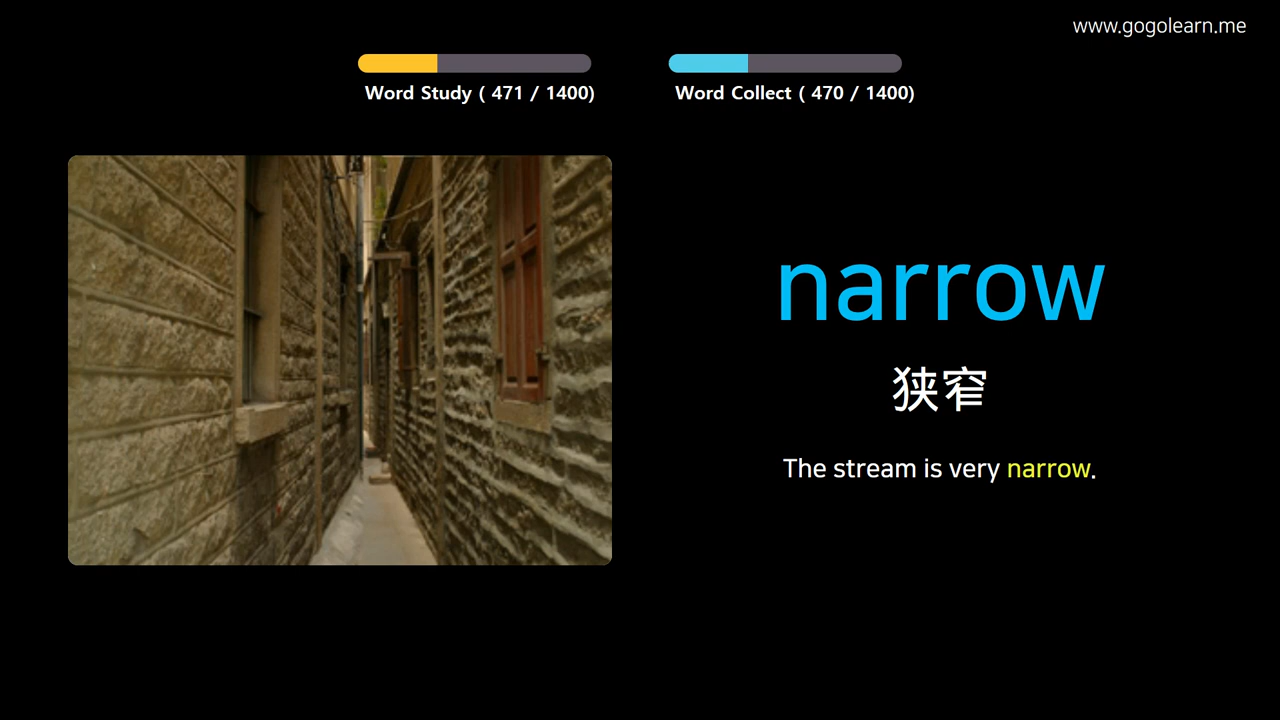 www.gogolearn.me
Word Study ( 471 / 1400)
Word Collect ( 470 / 1400)
narrow
狭窄
The stream is very narrow.